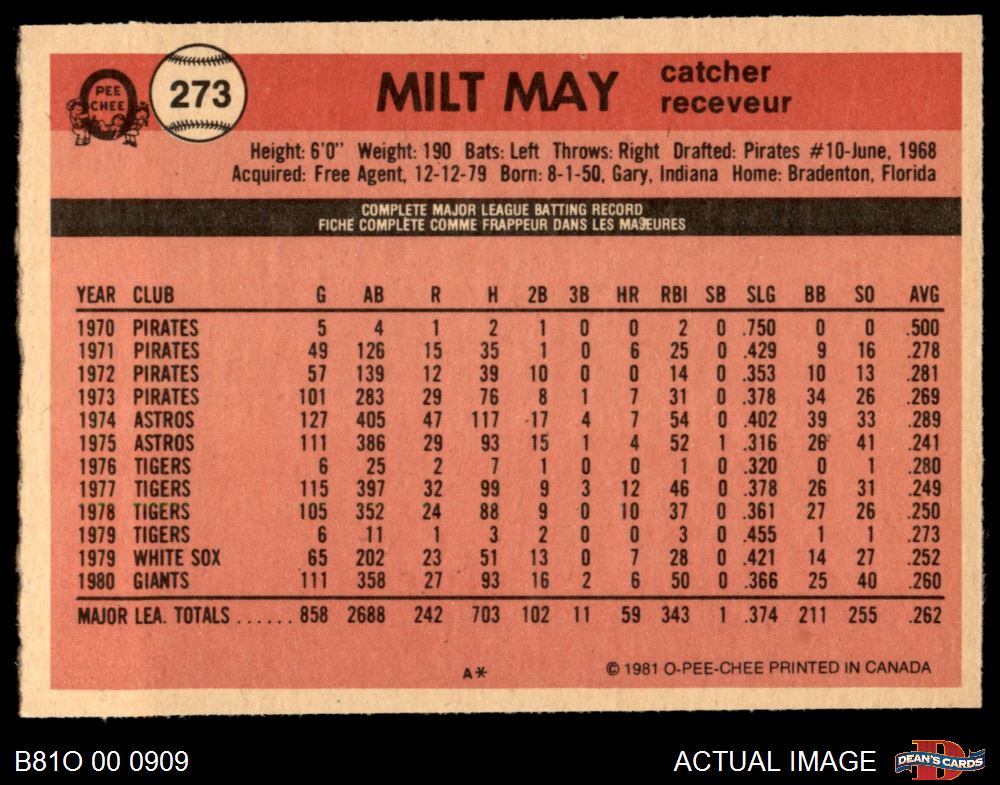 PEE
CHEE
273
MILT MAY
catcher
receveur
Height: 6'0" Weight: 190 Bats: Left Throws: Right Drafted: Pirates #10-June, 1968
Acquired: Free Agent, 12-12-79 Born: 8-1-50, Gary, Indiana Home: Bradenton, Florida
COMPLETE MAJOR LEAGUE BATTING RECORD
FICHE COMPLÈTE COMME FRAPPEUR DANS LES MAJEURES
YEAR CLUB G AB R H 2B 3B HR RBI SB SLG BB SO AVG
1970 PIRATES 5 4 1 2 1 0 0 2 0 .750 0 0 .500
1971 PIRATES 49 126 15 35 1 0 6 25 0 .429 9 16 .278
1972 PIRATES 57 139 12 39 10 0 0 14 0 .353 10 13 .281
1973 PIRATES 101 283 29 76 8 1 7 31 0 .378 34 26 .269
1974 ASTROS 127 405 47 117 17 4 7 54 0 .402 39 33 .289
1975 ASTROS 111 386 29 93 15 1 4 52 1 .316 26 41 .241
1976 TIGERS 6 25 2 7 1 0 0 1 0 .320 0 1 .280
1977 TIGERS 115 397 32 99 9 3 12 46 0 .378 26 31 .249
1978 TIGERS 105 352 24 88 9 0 10 37 0 .361 27 26 .250
1979 TIGERS 6 11 1 3 2 0 0 3 0 .455 1 1 .273
1979 WHITE SOX 65 202 23 51 13 0 7 28 0 .421 14 27 .252
1980 GIANTS 111 358 27 93 16 2 6 50 0 .366 25 40 .260
MAJOR LEA. TOTALS ...... 858 2688 242 703 102 11 59 343 1 .374 211 255 .262
A* © 1981 O-PEE-CHEE PRINTED IN CANADA
B81O 00 0909
ACTUAL IMAGE
D
DEAN'S CARDS